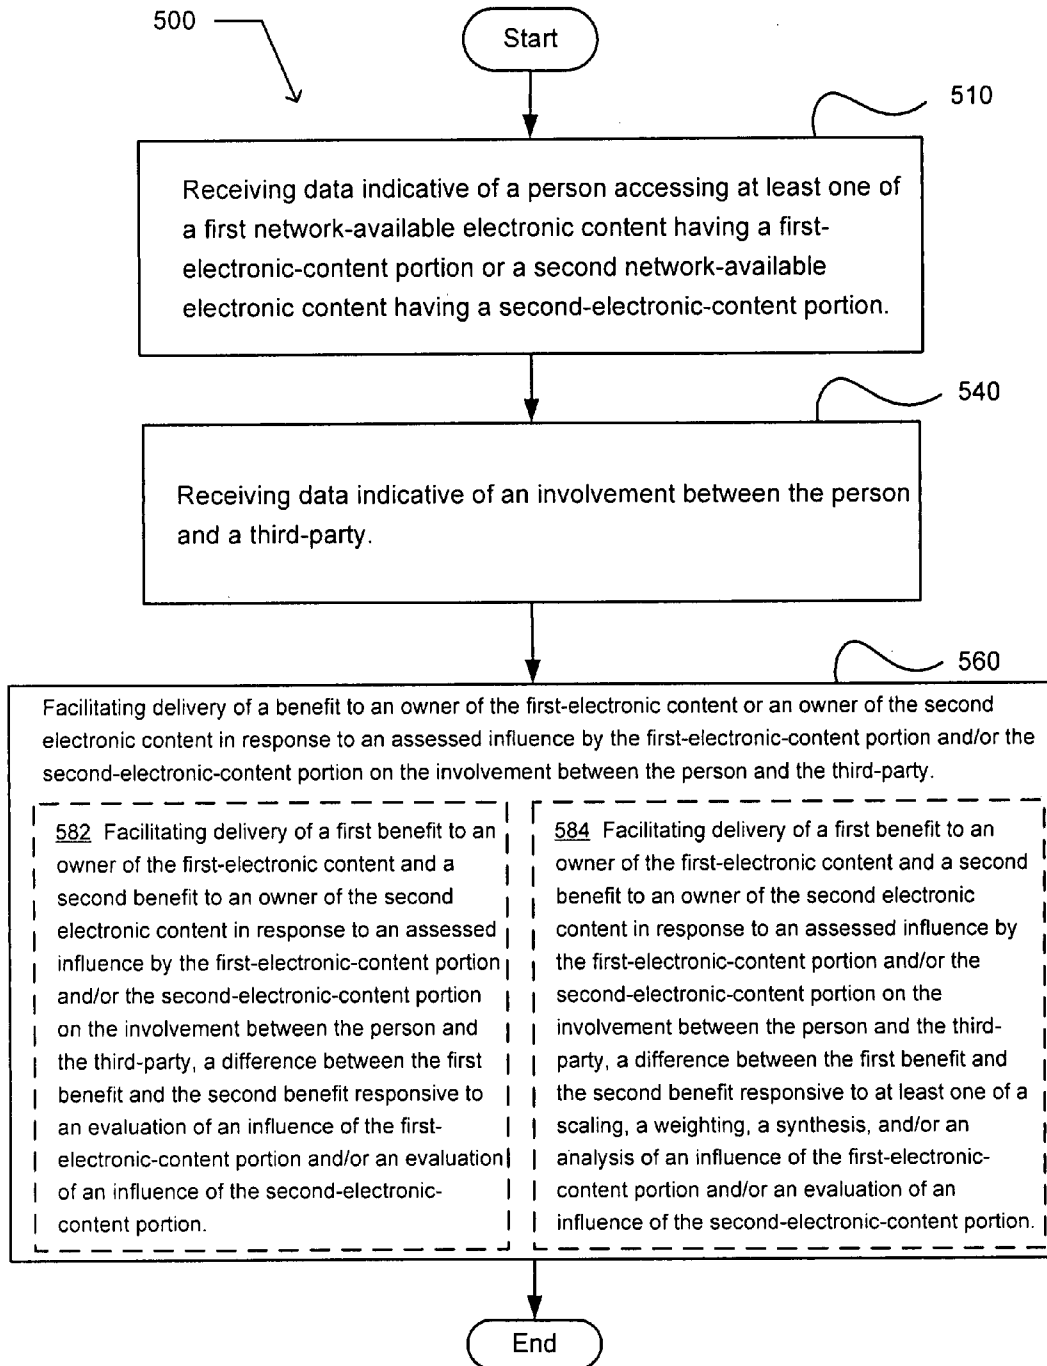 500
Start
510
Receiving data indicative of a person accessing at least one of
a first network-available electronic content having a first-
electronic-content portion or a second network-available
electronic content having a second-electronic-content portion.
540
Receiving data indicative of an involvement between the person
and a third-party.
560
Facilitating delivery of a benefit to an owner of the first-electronic content or an owner of the second
electronic content in response to an assessed influence by the first-electronic-content portion and/or the
second-electronic-content portion on the involvement between the person and the third-party.
582 Facilitating delivery of a first benefit to an
owner of the first-electronic content and a
second benefit to an owner of the second
electronic content in response to an assessed
influence by the first-electronic-content portion
and/or the second-electronic-content portion
on the involvement between the person and
the third-party, a difference between the first
benefit and the second benefit responsive to
an evaluation of an influence of the first-
electronic-content portion and/or an evaluation
of an influence of the second-electronic-
content portion.
584 Facilitating delivery of a first benefit to an
owner of the first-electronic content and a second
benefit to an owner of the second electronic
content in response to an assessed influence by
the first-electronic-content portion and/or the
second-electronic-content portion on the
involvement between the person and the third-
party, a difference between the first benefit and
the second benefit responsive to at least one of a
scaling, a weighting, a synthesis, and/or an
analysis of an influence of the first-electronic-
content portion and/or an evaluation of an
influence of the second-electronic-content portion.
End